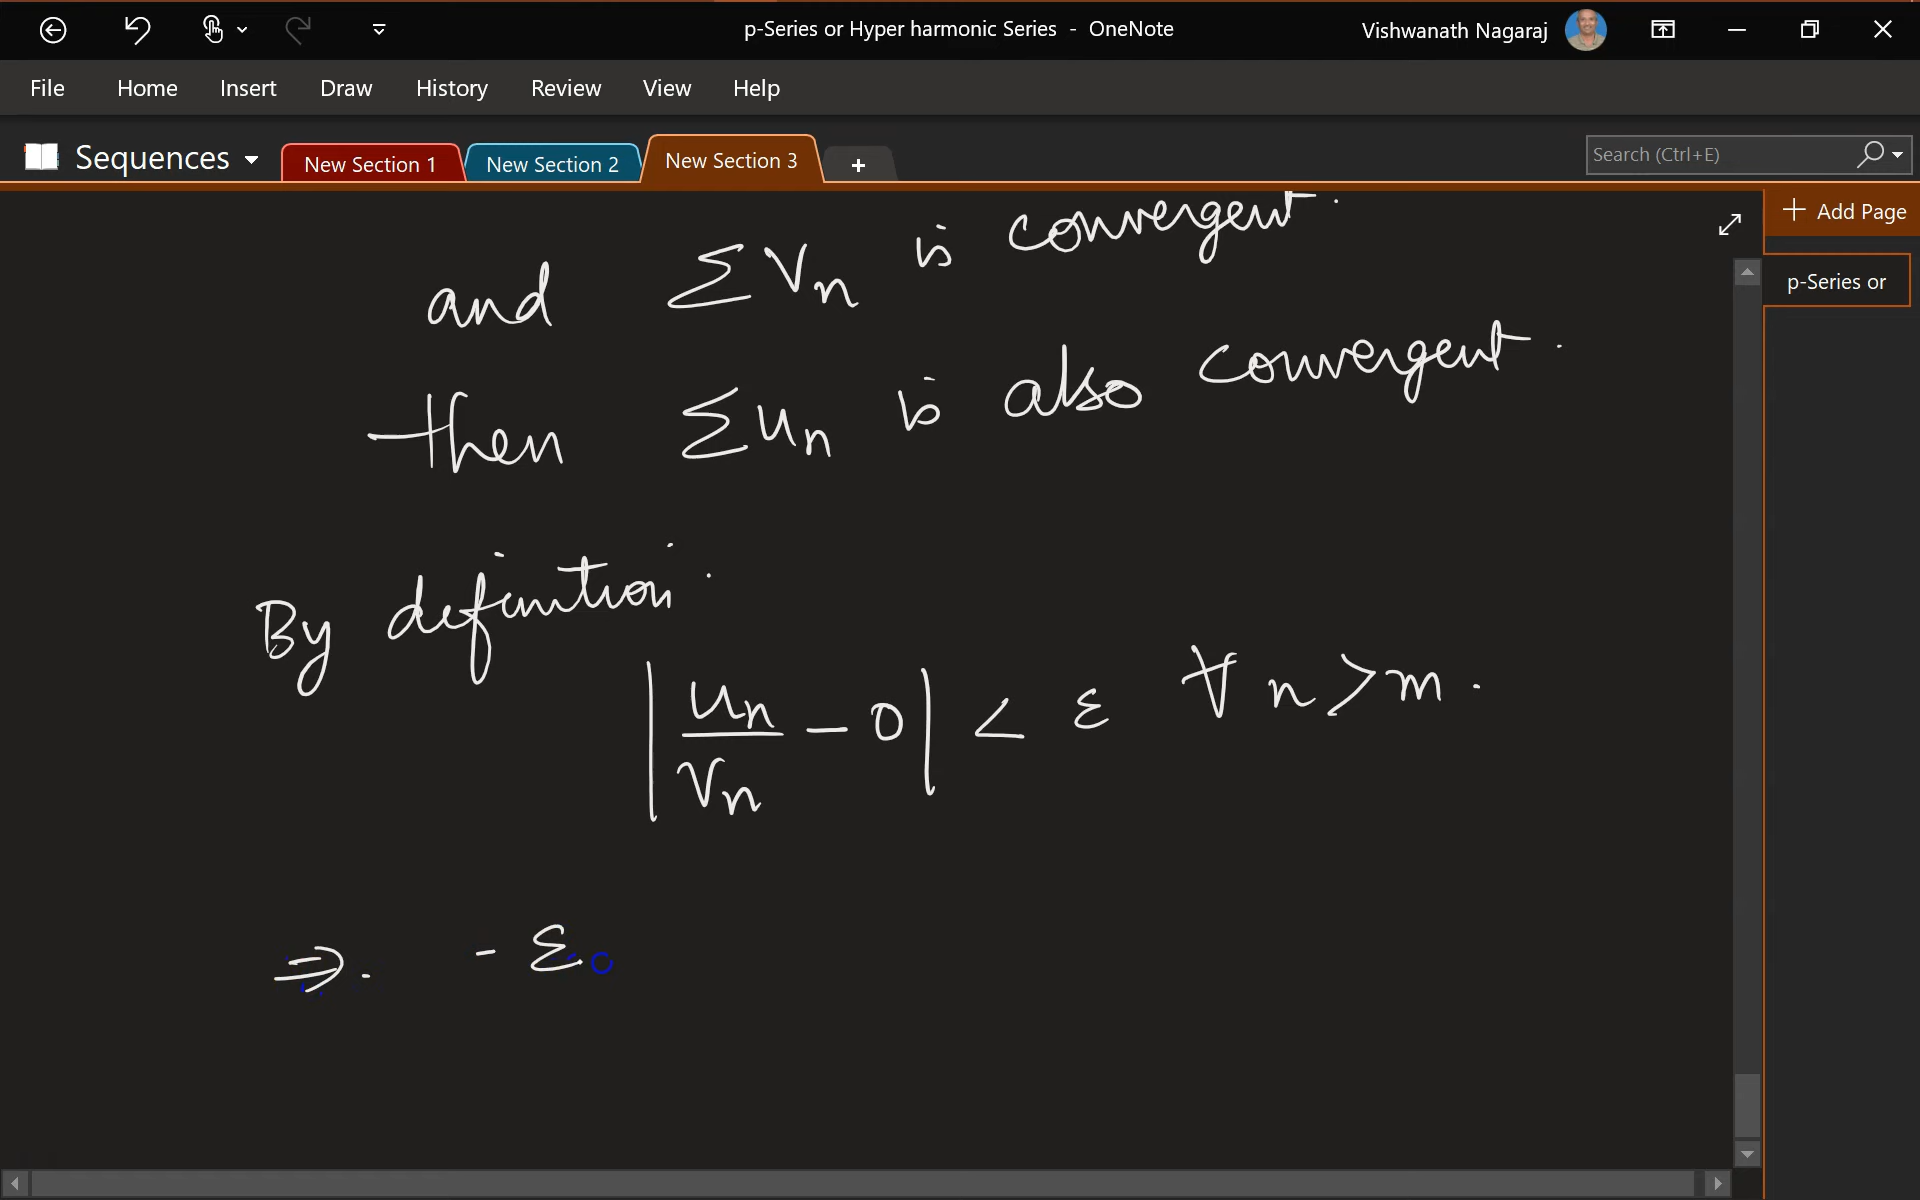 p-Series or Hyper harmonic Series - OneNote
Vishwanath Nagaraj
File Home Insert Draw History Review View Help
Sequences New Section 1 New Section 2 New Section 3 +
Search (Ctrl+E)
+ Add Page
p-Series or
and Σvn is convergent.
then Σun is also convergent.
By definition.
|un/vn - 0| < ε ∀ n > m.
⇒. - ε